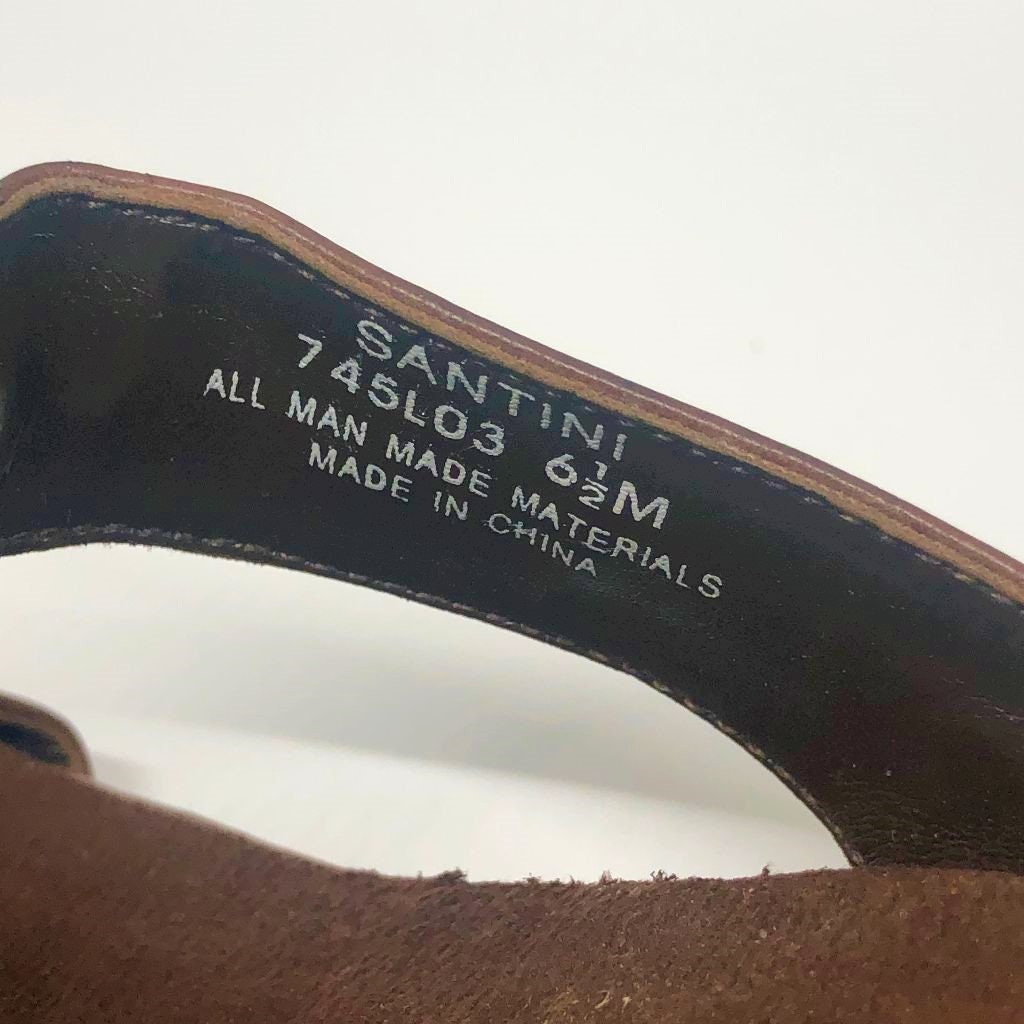 SANTINI
745L03 6½M
ALL MAN MADE MATERIALS
MADE IN CHINA